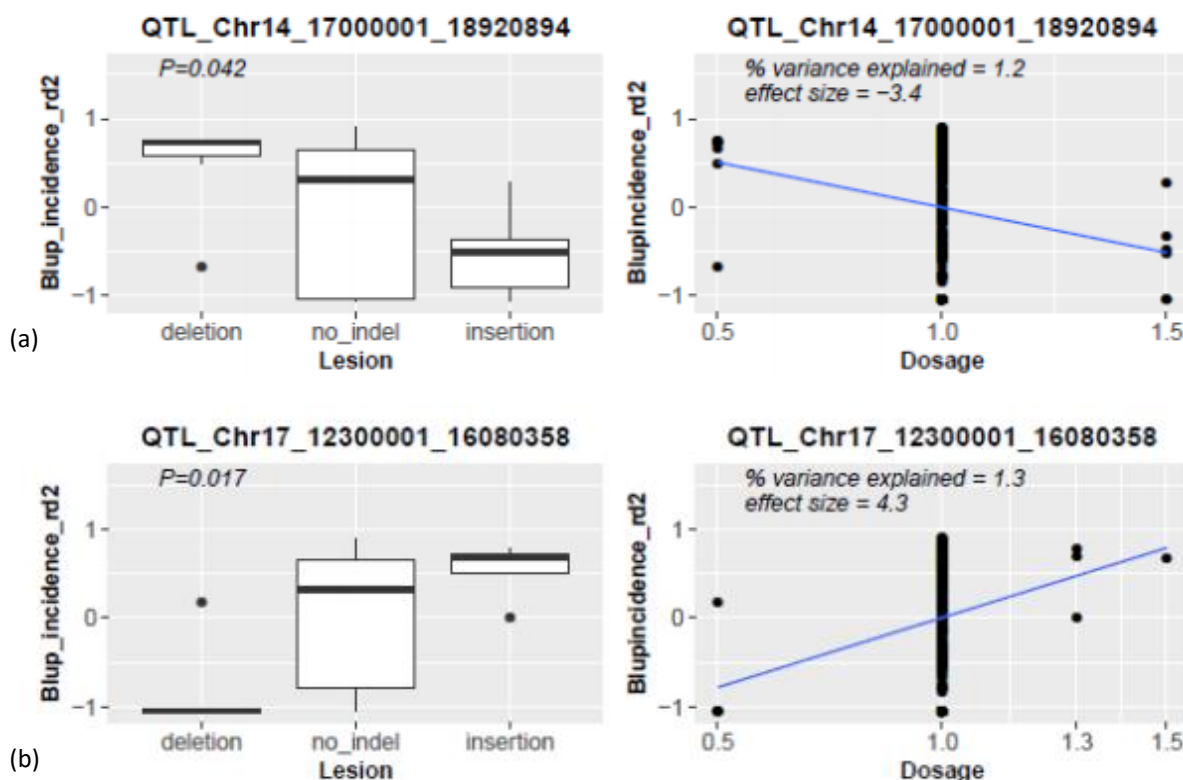 QTL_Chr14_17000001_18920894
P=0.042
Blup_incidence_rd2
1
0
−1
deletion no_indel insertion
Lesion
QTL_Chr14_17000001_18920894
% variance explained = 1.2
effect size = −3.4
Blupincidence_rd2
1
0
−1
0.5 1.0 1.5
Dosage
(a)
QTL_Chr17_12300001_16080358
P=0.017
Blup_incidence_rd2
1
0
−1
deletion no_indel insertion
Lesion
QTL_Chr17_12300001_16080358
% variance explained = 1.3
effect size = 4.3
Blupincidence_rd2
1
0
−1
0.5 1.0 1.3 1.5
Dosage
(b)